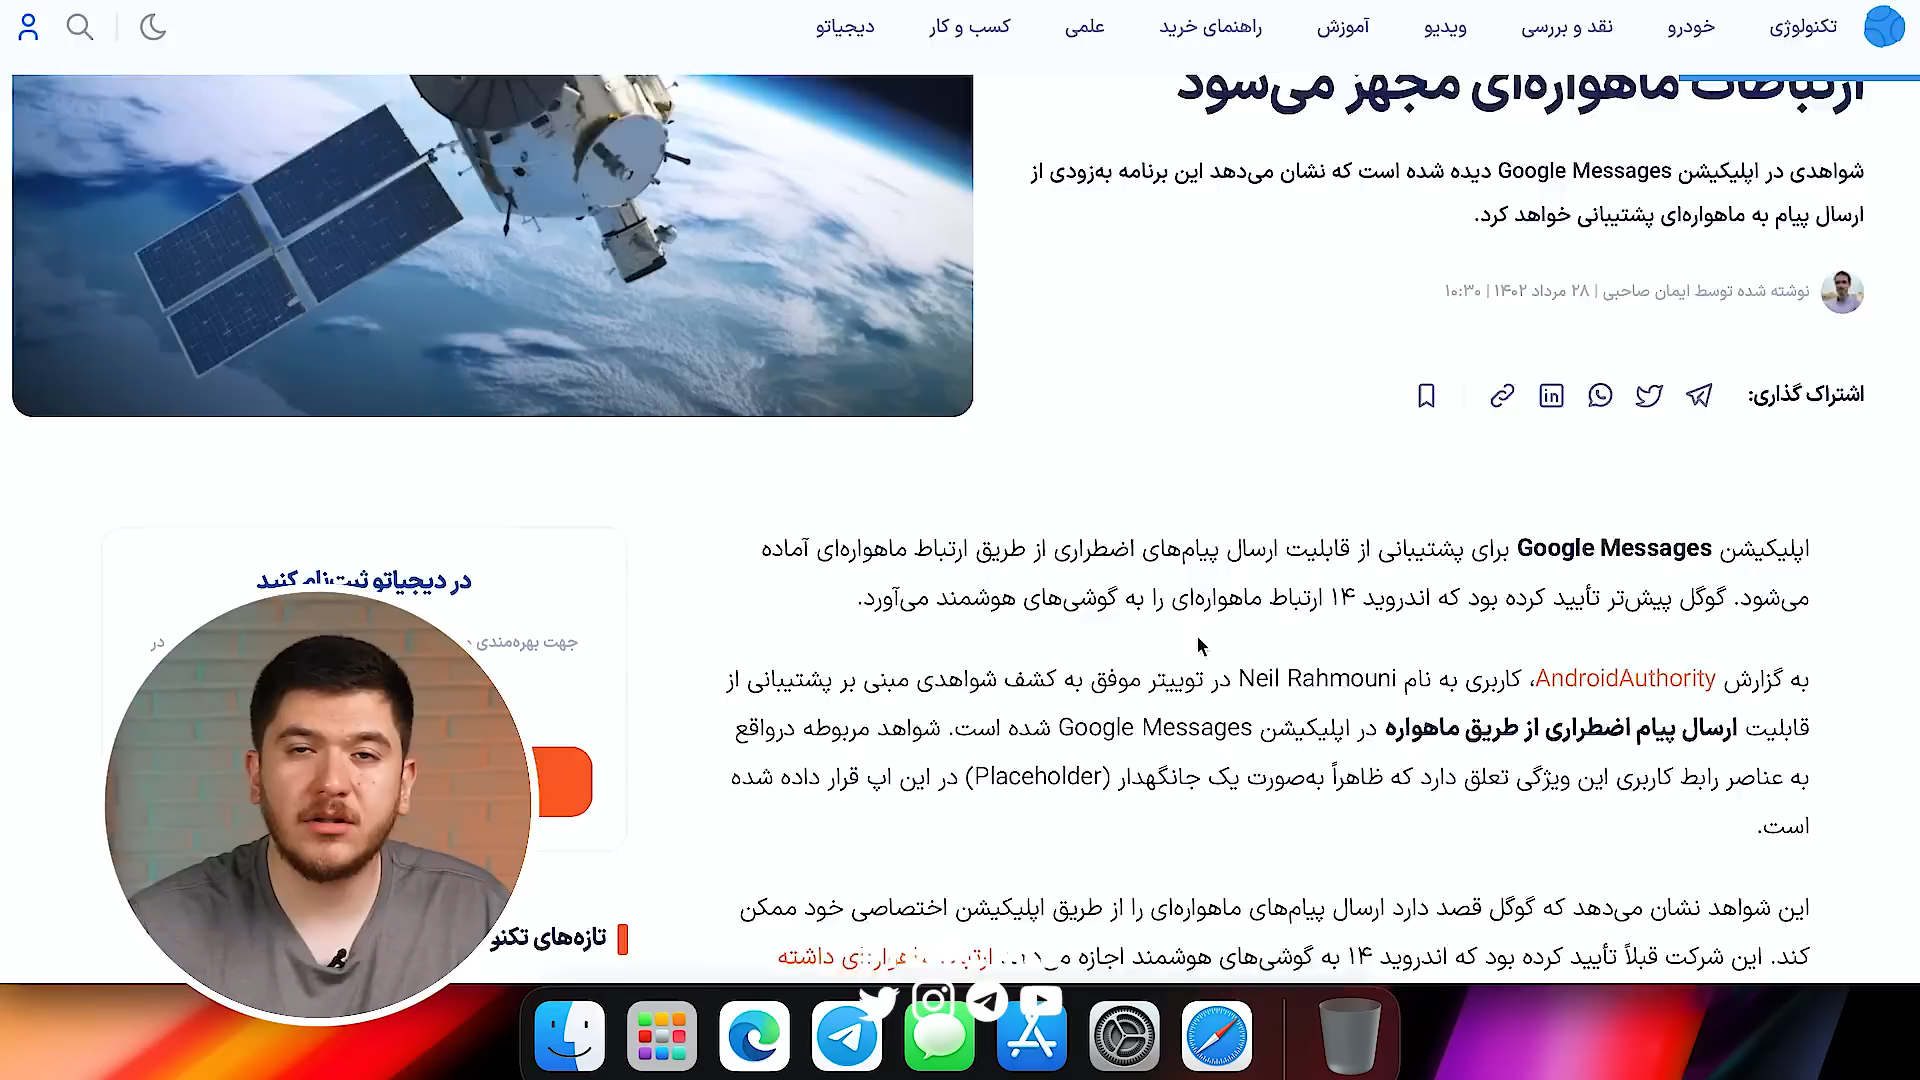 تکنولوژی
خودرو
نقد و بررسی
ویدیو
آموزش
راهنمای خرید
علمی
کسب و کار
دیجیاتو
ارتباطات ماهواره‌ای مجهز می‌شود
شواهدی در اپلیکیشن Google Messages دیده شده است که نشان می‌دهد این برنامه به‌زودی از
ارسال پیام به ماهواره‌ای پشتیبانی خواهد کرد.
نوشته شده توسط ایمان صاحبی | ۲۸ مرداد ۱۴۰۲ | ۱۰:۳۰
اشتراک گذاری:
اپلیکیشن Google Messages برای پشتیبانی از قابلیت ارسال پیام‌های اضطراری از طریق ارتباط ماهواره‌ای آماده
می‌شود. گوگل پیش‌تر تأیید کرده بود که اندروید ۱۴ ارتباط ماهواره‌ای را به گوشی‌های هوشمند می‌آورد.
به گزارش AndroidAuthority، کاربری به نام Neil Rahmouni در توییتر موفق به کشف شواهدی مبنی بر پشتیبانی از
قابلیت ارسال پیام اضطراری از طریق ماهواره در اپلیکیشن Google Messages شده است. شواهد مربوطه درواقع
به عناصر رابط کاربری این ویژگی تعلق دارد که ظاهراً به‌صورت یک جانگهدار (Placeholder) در این اپ قرار داده شده
است.
این شواهد نشان می‌دهد که گوگل قصد دارد ارسال پیام‌های ماهواره‌ای را از طریق اپلیکیشن اختصاصی خود ممکن
کند. این شرکت قبلاً تأیید کرده بود که اندروید ۱۴ به گوشی‌های هوشمند اجازه داشته
در دیجیاتو ثبت‌نام کنید
جهت بهره‌مندی در
تازه‌های تکنو